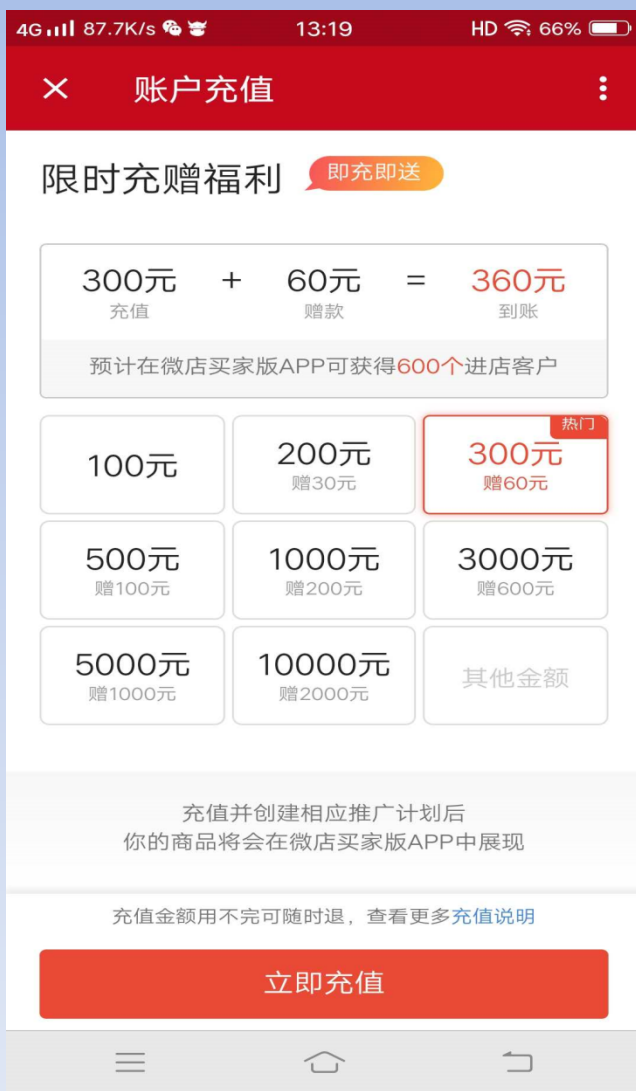 4G 87.7K/s 13:19 HD 66%
账户充值
限时充赠福利 即充即送
300元 + 60元 = 360元
充值 赠款 到账
预计在微店买家版APP可获得600个进店客户
热门
100元 200元 300元
赠30元 赠60元
500元 1000元 3000元
赠100元 赠200元 赠600元
5000元 10000元 其他金额
赠1000元 赠2000元
充值并创建相应推广计划后
你的商品将会在微店买家版APP中展现
充值金额用不完可随时退，查看更多充值说明
立即充值